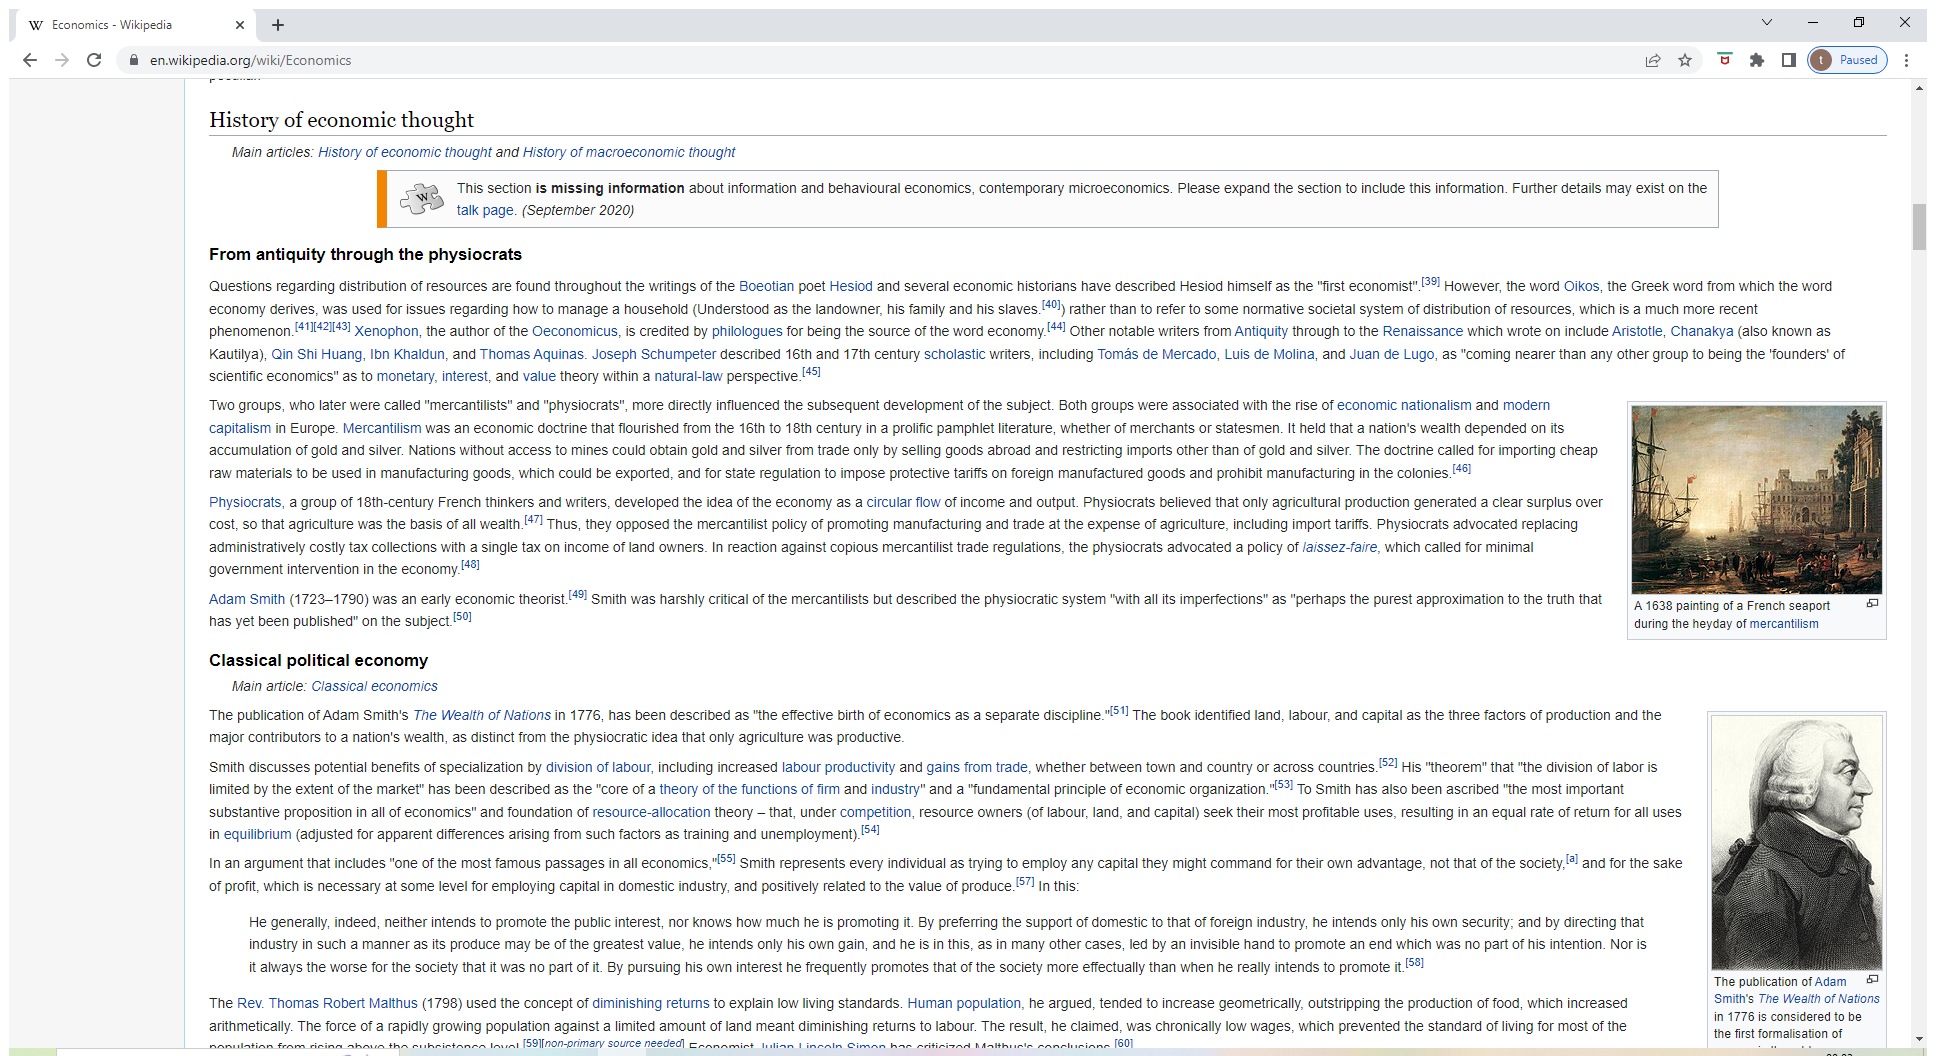 Economics - Wikipedia
en.wikipedia.org/wiki/Economics
t Paused
History of economic thought
Main articles: History of economic thought and History of macroeconomic thought
This section is missing information about information and behavioural economics, contemporary microeconomics. Please expand the section to include this information. Further details may exist on the
talk page. (September 2020)
From antiquity through the physiocrats
Questions regarding distribution of resources are found throughout the writings of the Boeotian poet Hesiod and several economic historians have described Hesiod himself as the "first economist".[39] However, the word Oikos, the Greek word from which the word
economy derives, was used for issues regarding how to manage a household (Understood as the landowner, his family and his slaves.[40]) rather than to refer to some normative societal system of distribution of resources, which is a much more recent
phenomenon.[41][42][43] Xenophon, the author of the Oeconomicus, is credited by philologues for being the source of the word economy.[44] Other notable writers from Antiquity through to the Renaissance which wrote on include Aristotle, Chanakya (also known as
Kautilya), Qin Shi Huang, Ibn Khaldun, and Thomas Aquinas. Joseph Schumpeter described 16th and 17th century scholastic writers, including Tomás de Mercado, Luis de Molina, and Juan de Lugo, as "coming nearer than any other group to being the 'founders' of
scientific economics" as to monetary, interest, and value theory within a natural-law perspective.[45]
Two groups, who later were called "mercantilists" and "physiocrats", more directly influenced the subsequent development of the subject. Both groups were associated with the rise of economic nationalism and modern
capitalism in Europe. Mercantilism was an economic doctrine that flourished from the 16th to 18th century in a prolific pamphlet literature, whether of merchants or statesmen. It held that a nation's wealth depended on its
accumulation of gold and silver. Nations without access to mines could obtain gold and silver from trade only by selling goods abroad and restricting imports other than of gold and silver. The doctrine called for importing cheap
raw materials to be used in manufacturing goods, which could be exported, and for state regulation to impose protective tariffs on foreign manufactured goods and prohibit manufacturing in the colonies.[46]
Physiocrats, a group of 18th-century French thinkers and writers, developed the idea of the economy as a circular flow of income and output. Physiocrats believed that only agricultural production generated a clear surplus over
cost, so that agriculture was the basis of all wealth.[47] Thus, they opposed the mercantilist policy of promoting manufacturing and trade at the expense of agriculture, including import tariffs. Physiocrats advocated replacing
administratively costly tax collections with a single tax on income of land owners. In reaction against copious mercantilist trade regulations, the physiocrats advocated a policy of laissez-faire, which called for minimal
government intervention in the economy.[48]
Adam Smith (1723–1790) was an early economic theorist.[49] Smith was harshly critical of the mercantilists but described the physiocratic system "with all its imperfections" as "perhaps the purest approximation to the truth that
has yet been published" on the subject.[50]
A 1638 painting of a French seaport
during the heyday of mercantilism
Classical political economy
Main article: Classical economics
The publication of Adam Smith's The Wealth of Nations in 1776, has been described as "the effective birth of economics as a separate discipline."[51] The book identified land, labour, and capital as the three factors of production and the
major contributors to a nation's wealth, as distinct from the physiocratic idea that only agriculture was productive.
Smith discusses potential benefits of specialization by division of labour, including increased labour productivity and gains from trade, whether between town and country or across countries.[52] His "theorem" that "the division of labor is
limited by the extent of the market" has been described as the "core of a theory of the functions of firm and industry" and a "fundamental principle of economic organization."[53] To Smith has also been ascribed "the most important
substantive proposition in all of economics" and foundation of resource-allocation theory – that, under competition, resource owners (of labour, land, and capital) seek their most profitable uses, resulting in an equal rate of return for all uses
in equilibrium (adjusted for apparent differences arising from such factors as training and unemployment).[54]
In an argument that includes "one of the most famous passages in all economics,"[55] Smith represents every individual as trying to employ any capital they might command for their own advantage, not that of the society,[a] and for the sake
of profit, which is necessary at some level for employing capital in domestic industry, and positively related to the value of produce.[57] In this:
He generally, indeed, neither intends to promote the public interest, nor knows how much he is promoting it. By preferring the support of domestic to that of foreign industry, he intends only his own security; and by directing that
industry in such a manner as its produce may be of the greatest value, he intends only his own gain, and he is in this, as in many other cases, led by an invisible hand to promote an end which was no part of his intention. Nor is
it always the worse for the society that it was no part of it. By pursuing his own interest he frequently promotes that of the society more effectually than when he really intends to promote it.[58]
The Rev. Thomas Robert Malthus (1798) used the concept of diminishing returns to explain low living standards. Human population, he argued, tended to increase geometrically, outstripping the production of food, which increased
arithmetically. The force of a rapidly growing population against a limited amount of land meant diminishing returns to labour. The result, he claimed, was chronically low wages, which prevented the standard of living for most of the
population from rising above the subsistence level.[59][non-primary source needed] Economist Julian Lincoln Simon has criticized Malthus's conclusions.[60]
The publication of Adam
Smith's The Wealth of Nations
in 1776 is considered to be
the first formalisation of